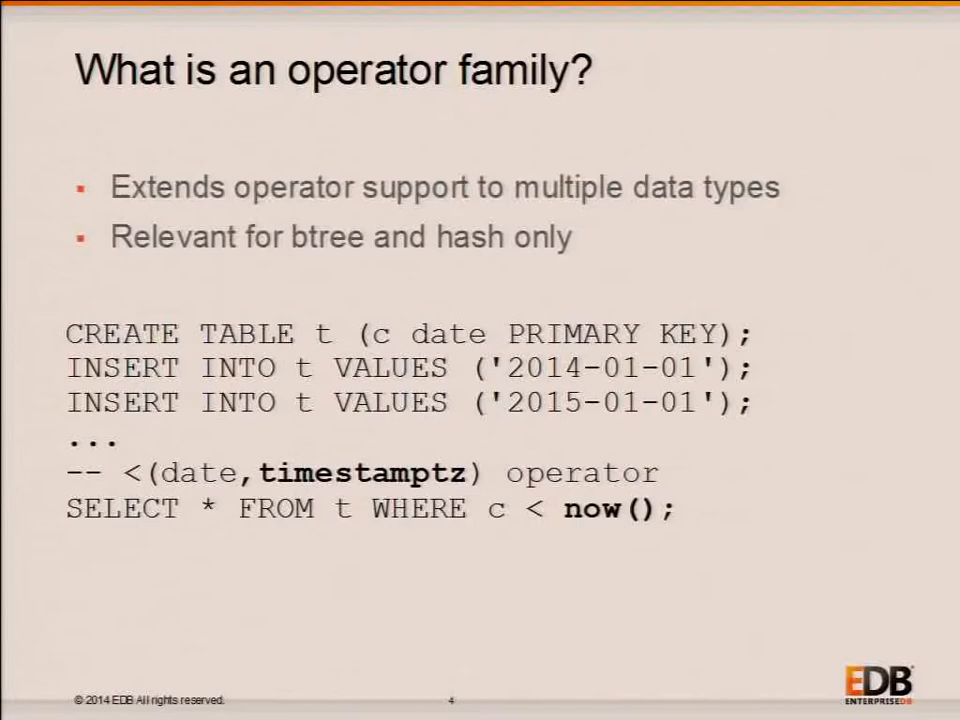 What is an operator family?
Extends operator support to multiple data types
Relevant for btree and hash only
CREATE TABLE t (c date PRIMARY KEY);
INSERT INTO t VALUES ('2014-01-01');
INSERT INTO t VALUES ('2015-01-01');
...
-- <(date,timestamptz) operator
SELECT * FROM t WHERE c < now();
© 2014 EDB All rights reserved.
4
EDB
ENTERPRISEDB